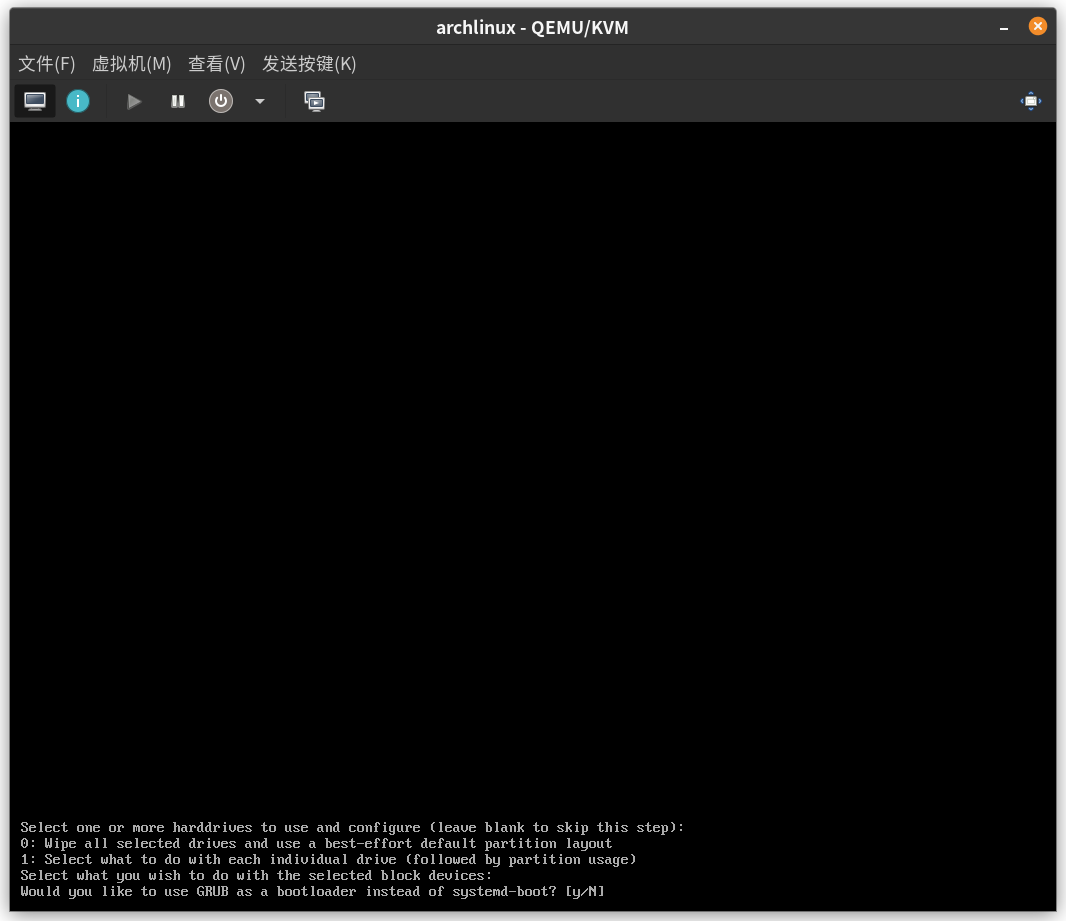 archlinux - QEMU/KVM
文件(F) 虚拟机(M) 查看(V) 发送按键(K)
Select one or more harddrives to use and configure (leave blank to skip this step):
0: Wipe all selected drives and use a best-effort default partition layout
1: Select what to do with each individual drive (followed by partition usage)
Select what you wish to do with the selected block devices:
Would you like to use GRUB as a bootloader instead of systemd-boot? [y/N]